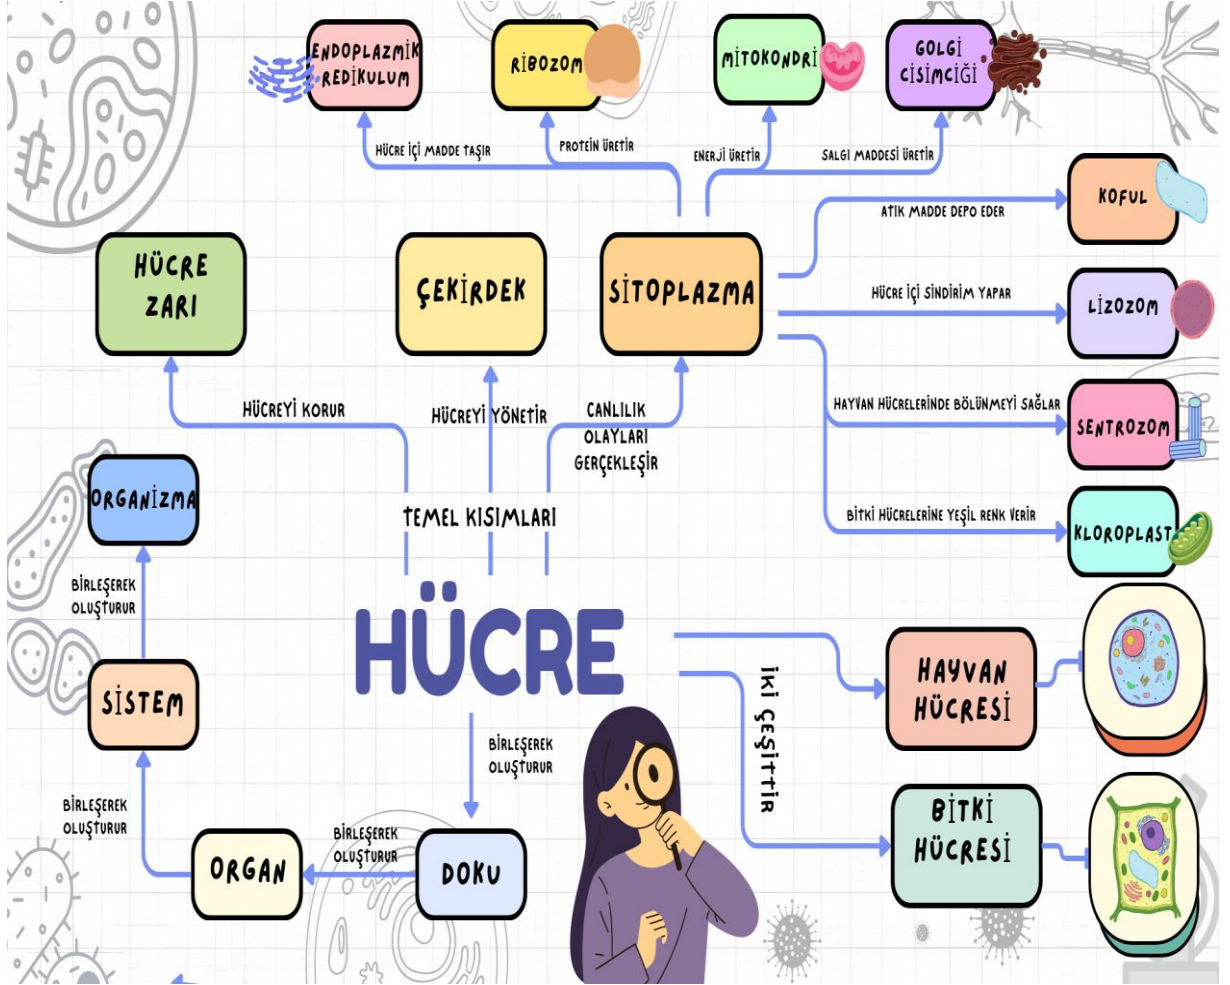 ENDOPLAZMİK
REDİKULUM
RİBOZOM
MİTOKONDRİ
GOLGİ
CİSİMCİĞİ
HÜCRE İÇİ MADDE TAŞIR
PROTEİN ÜRETİR
ENERJİ ÜRETİR
SALGI MADDESİ ÜRETİR
KOFUL
ATIK MADDE DEPO EDER
HÜCRE
ZARI
ÇEKİRDEK
SİTOPLAZMA
HÜCRE İÇİ SİNDİRİM YAPAR
LİZOZOM
HÜCREYİ KORUR
HÜCREYİ YÖNETİR
CANLILIK
OLAYLARI
GERÇEKLEŞİR
HAYVAN HÜCRELERİNDE BÖLÜNMEYİ SAĞLAR
SENTROZOM
ORGANİZMA
TEMEL KISIMLARI
BİTKİ HÜCRELERİNE YEŞİL RENK VERİR
KLOROPLAST
BİRLEŞEREK
OLUŞTURUR
HÜCRE
SİSTEM
İKİ ÇEŞİTTİR
HAYVAN
HÜCRESİ
BİRLEŞEREK
OLUŞTURUR
BİRLEŞEREK
OLUŞTURUR
BİRLEŞEREK
OLUŞTURUR
ORGAN
DOKU
BİTKİ
HÜCRESİ